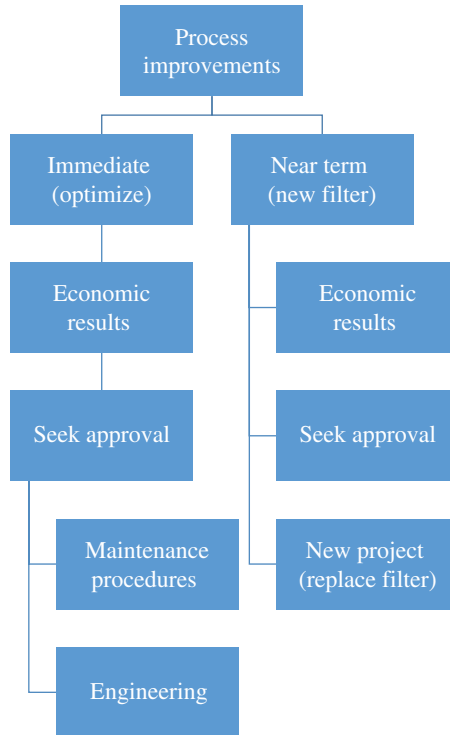 Process
improvements
Immediate
(optimize)
Near term
(new filter)
Economic
results
Economic
results
Seek approval
Seek approval
Maintenance
procedures
New project
(replace filter)
Engineering